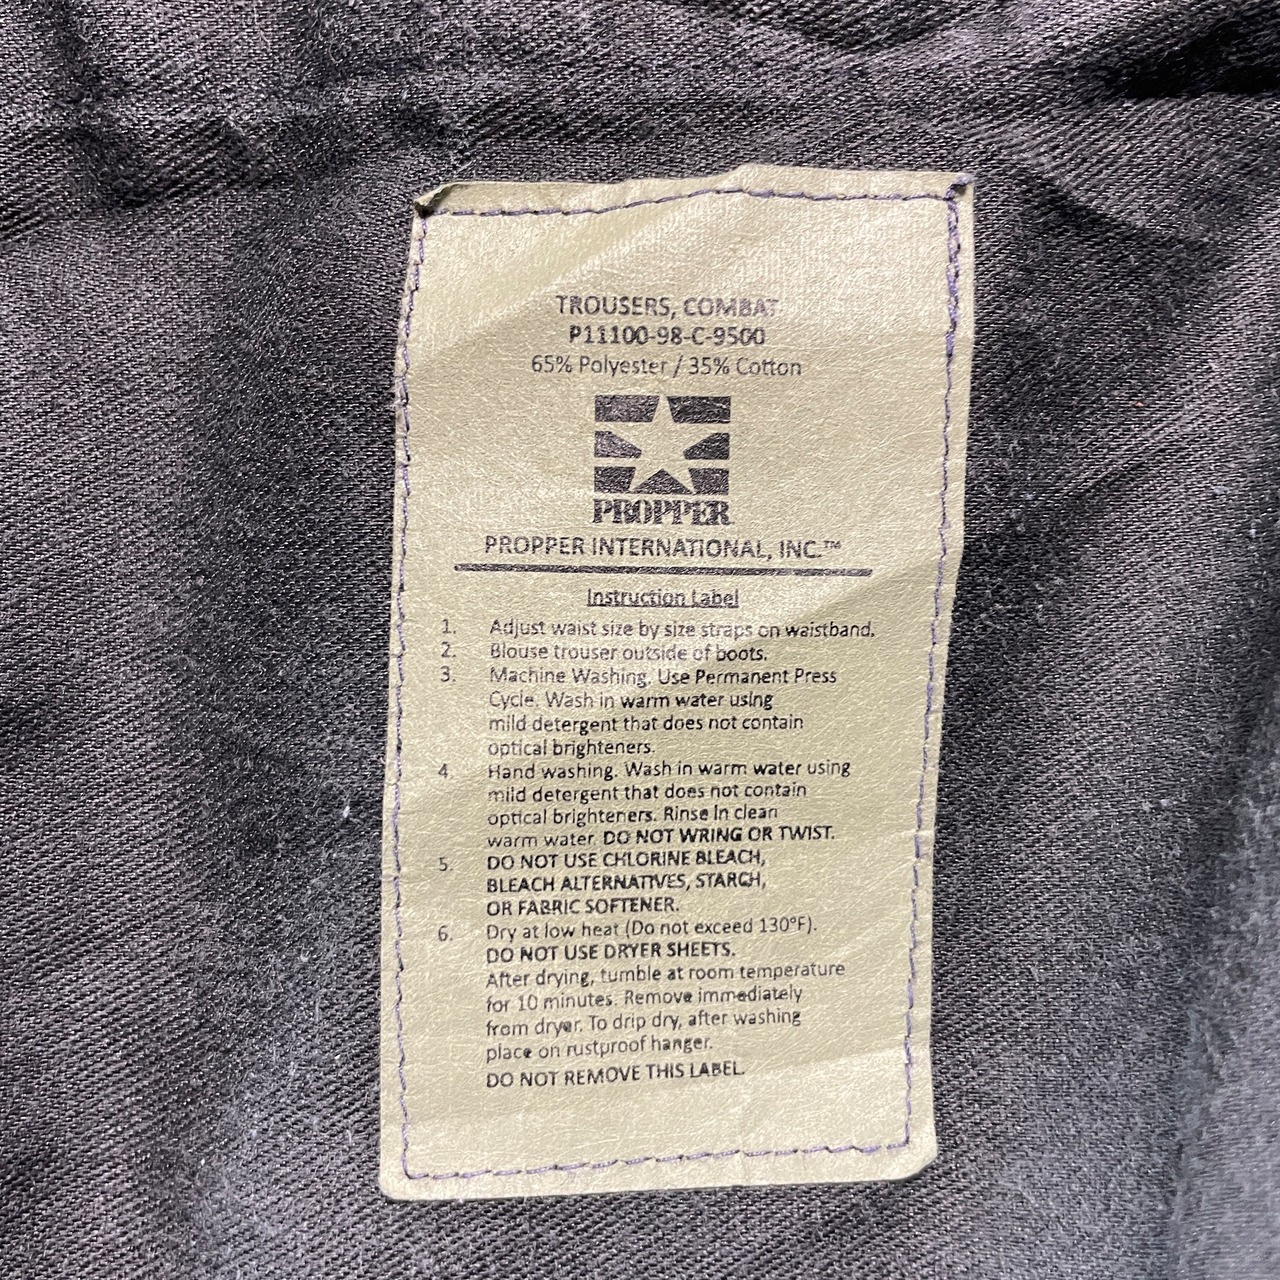 TROUSERS, COMBAT
P11100-98-C-9500
65% Polyester / 35% Cotton
PROPPER
PROPPER INTERNATIONAL, INC.™
Instruction Label
1. Adjust waist size by size straps on waistband.
2. Blouse trouser outside of boots.
3. Machine Washing. Use Permanent Press
Cycle. Wash in warm water using
mild detergent that does not contain
optical brighteners.
4. Hand washing. Wash in warm water using
mild detergent that does not contain
optical brighteners. Rinse in clean
warm water. DO NOT WRING OR TWIST.
5. DO NOT USE CHLORINE BLEACH,
BLEACH ALTERNATIVES, STARCH,
OR FABRIC SOFTENER.
6. Dry at low heat (Do not exceed 130°F).
DO NOT USE DRYER SHEETS.
After drying, tumble at room temperature
for 10 minutes. Remove immediately
from dryer. To drip dry, after washing
place on rustproof hanger.
DO NOT REMOVE THIS LABEL.